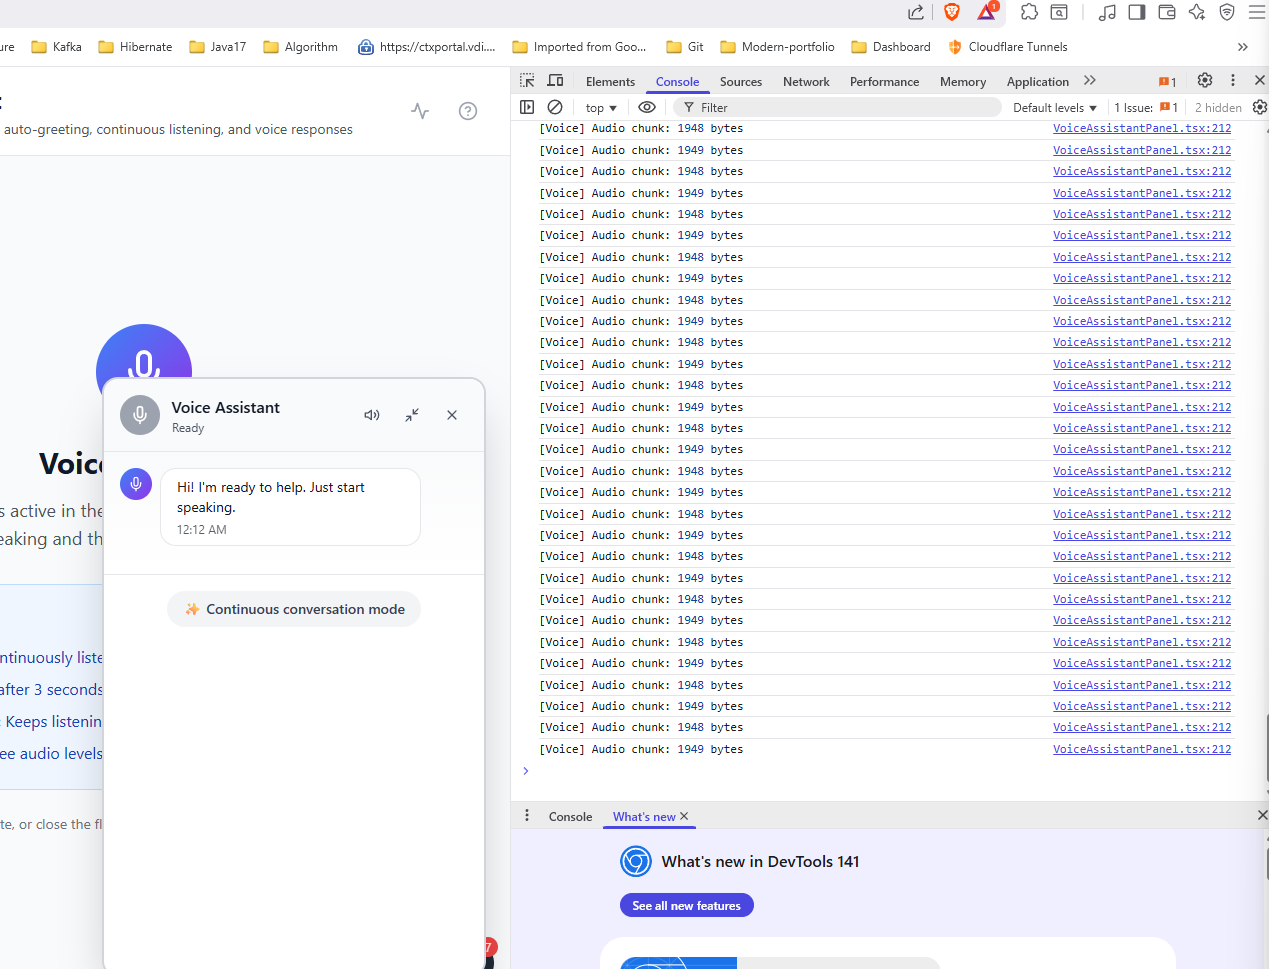 1
ure
Kafka
Hibernate
Java17
Algorithm
https://ctxportal.vdi....
Imported from Goo...
Git
Modern-portfolio
Dashboard
Cloudflare Tunnels
»
auto-greeting, continuous listening, and voice responses
Voic
s active in the
eaking and th
ntinuously liste
after 3 seconds
: Keeps listenin
ee audio levels
te, or close the fl
Voice Assistant
Ready
Hi! I'm ready to help. Just start
speaking.
12:12 AM
✨ Continuous conversation mode
7
Elements
Console
Sources
Network
Performance
Memory
Application
1
top
Filter
Default levels
1 Issue:
1
2 hidden
[Voice] Audio chunk: 1948 bytes VoiceAssistantPanel.tsx:212
[Voice] Audio chunk: 1949 bytes VoiceAssistantPanel.tsx:212
[Voice] Audio chunk: 1948 bytes VoiceAssistantPanel.tsx:212
[Voice] Audio chunk: 1949 bytes VoiceAssistantPanel.tsx:212
[Voice] Audio chunk: 1948 bytes VoiceAssistantPanel.tsx:212
[Voice] Audio chunk: 1949 bytes VoiceAssistantPanel.tsx:212
[Voice] Audio chunk: 1948 bytes VoiceAssistantPanel.tsx:212
[Voice] Audio chunk: 1949 bytes VoiceAssistantPanel.tsx:212
[Voice] Audio chunk: 1948 bytes VoiceAssistantPanel.tsx:212
[Voice] Audio chunk: 1949 bytes VoiceAssistantPanel.tsx:212
[Voice] Audio chunk: 1948 bytes VoiceAssistantPanel.tsx:212
[Voice] Audio chunk: 1949 bytes VoiceAssistantPanel.tsx:212
[Voice] Audio chunk: 1948 bytes VoiceAssistantPanel.tsx:212
[Voice] Audio chunk: 1949 bytes VoiceAssistantPanel.tsx:212
[Voice] Audio chunk: 1948 bytes VoiceAssistantPanel.tsx:212
[Voice] Audio chunk: 1949 bytes VoiceAssistantPanel.tsx:212
[Voice] Audio chunk: 1948 bytes VoiceAssistantPanel.tsx:212
[Voice] Audio chunk: 1949 bytes VoiceAssistantPanel.tsx:212
[Voice] Audio chunk: 1948 bytes VoiceAssistantPanel.tsx:212
[Voice] Audio chunk: 1949 bytes VoiceAssistantPanel.tsx:212
[Voice] Audio chunk: 1948 bytes VoiceAssistantPanel.tsx:212
[Voice] Audio chunk: 1949 bytes VoiceAssistantPanel.tsx:212
[Voice] Audio chunk: 1948 bytes VoiceAssistantPanel.tsx:212
[Voice] Audio chunk: 1949 bytes VoiceAssistantPanel.tsx:212
[Voice] Audio chunk: 1948 bytes VoiceAssistantPanel.tsx:212
[Voice] Audio chunk: 1949 bytes VoiceAssistantPanel.tsx:212
[Voice] Audio chunk: 1948 bytes VoiceAssistantPanel.tsx:212
[Voice] Audio chunk: 1949 bytes VoiceAssistantPanel.tsx:212
[Voice] Audio chunk: 1948 bytes VoiceAssistantPanel.tsx:212
[Voice] Audio chunk: 1949 bytes VoiceAssistantPanel.tsx:212
Console
What's new
What's new in DevTools 141
See all new features